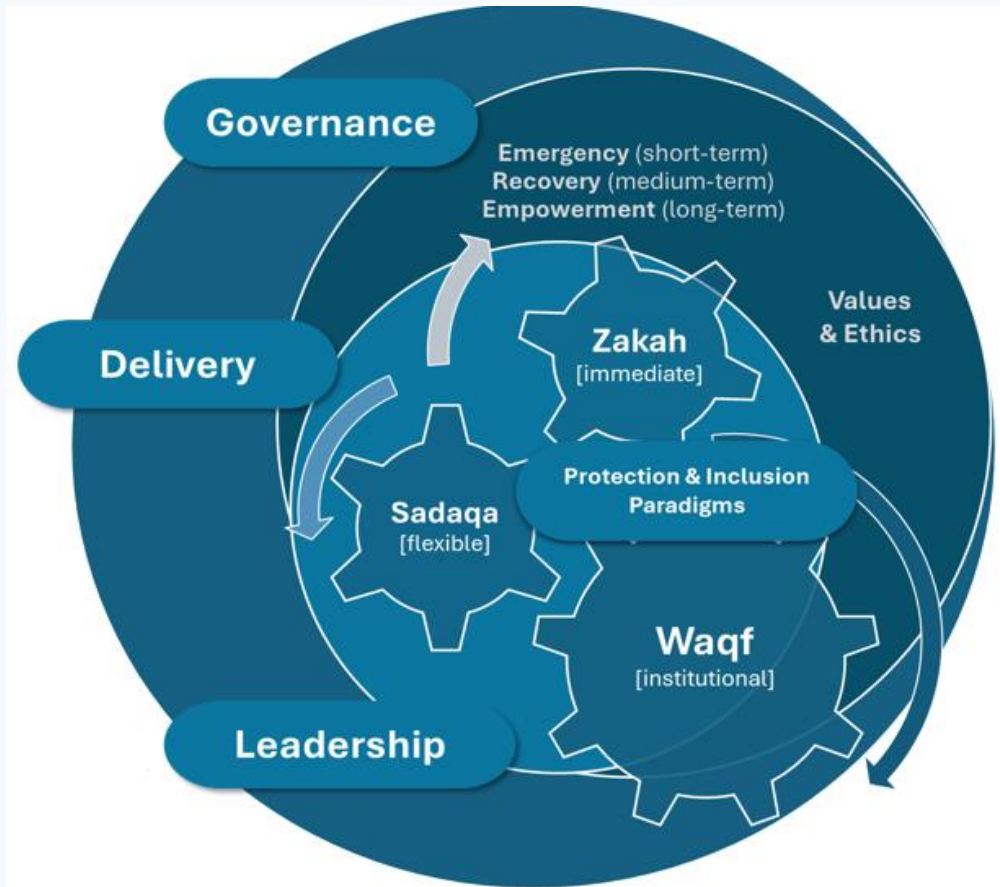 Governance
Emergency (short-term)
Recovery (medium-term)
Empowerment (long-term)
Values
& Ethics
Delivery
Zakah
[immediate]
Protection & Inclusion
Paradigms
Sadaqa
[flexible]
Waqf
[institutional]
Leadership